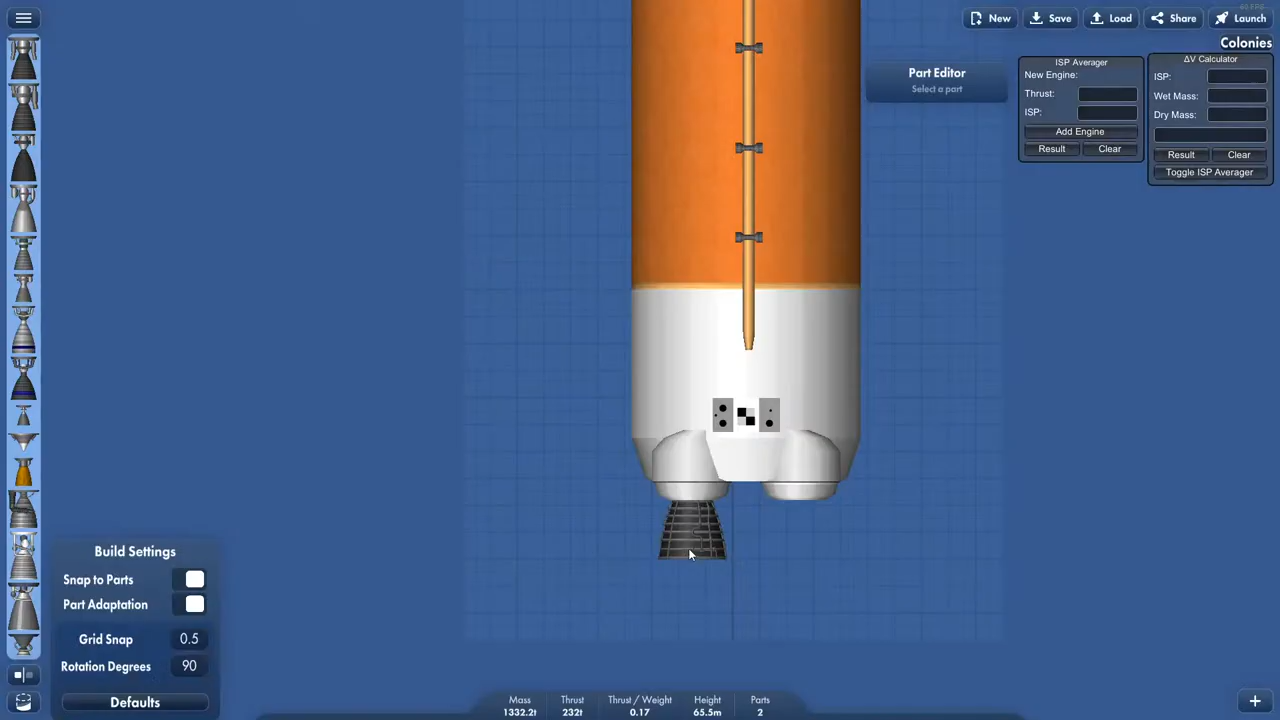 60 FPS
New
Save
Load
Share
Launch
Colonies
Part Editor
Select a part
ISP Averager
New Engine:
Thrust:
ISP:
Add Engine
Result
Clear
ΔV Calculator
ISP:
Wet Mass:
Dry Mass:
Result
Clear
Toggle ISP Averager
Build Settings
Snap to Parts
Part Adaptation
Grid Snap 0.5
Rotation Degrees 90
Defaults
Mass Thrust Thrust / Weight Height Parts
1332.2t 232t 0.17 65.5m 2